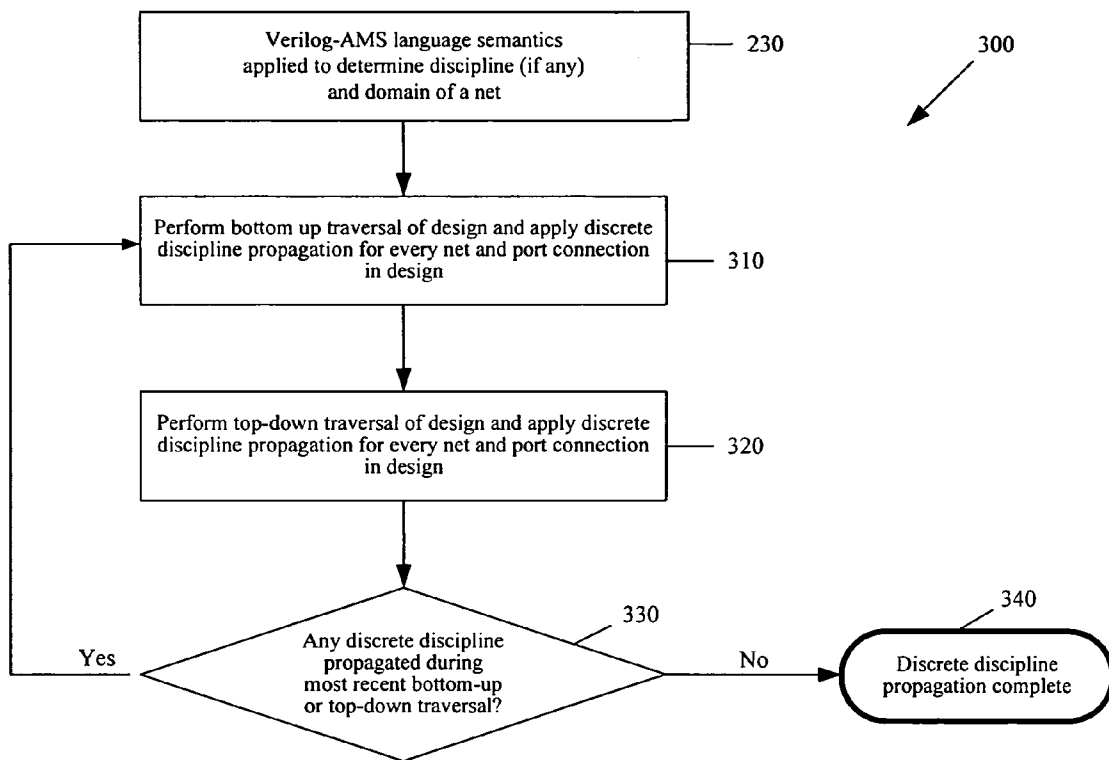 Verilog-AMS language semantics
applied to determine discipline (if any)
and domain of a net
230
300
Perform bottom up traversal of design and apply discrete
discipline propagation for every net and port connection
in design
310
Perform top-down traversal of design and apply discrete
discipline propagation for every net and port connection
in design
320
330
340
Any discrete discipline
propagated during
most recent bottom-up
or top-down traversal?
Yes
No
Discrete discipline
propagation complete